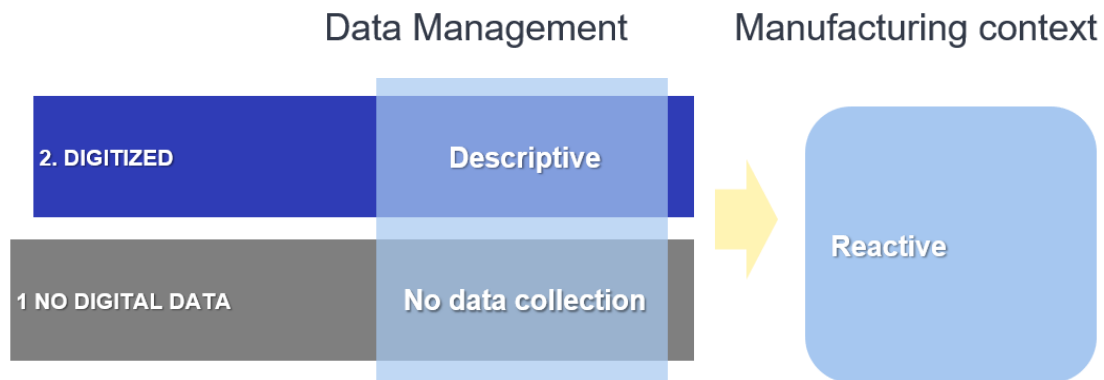 Data Management
Manufacturing context
2. DIGITIZED
Descriptive
1 NO DIGITAL DATA
No data collection
Reactive